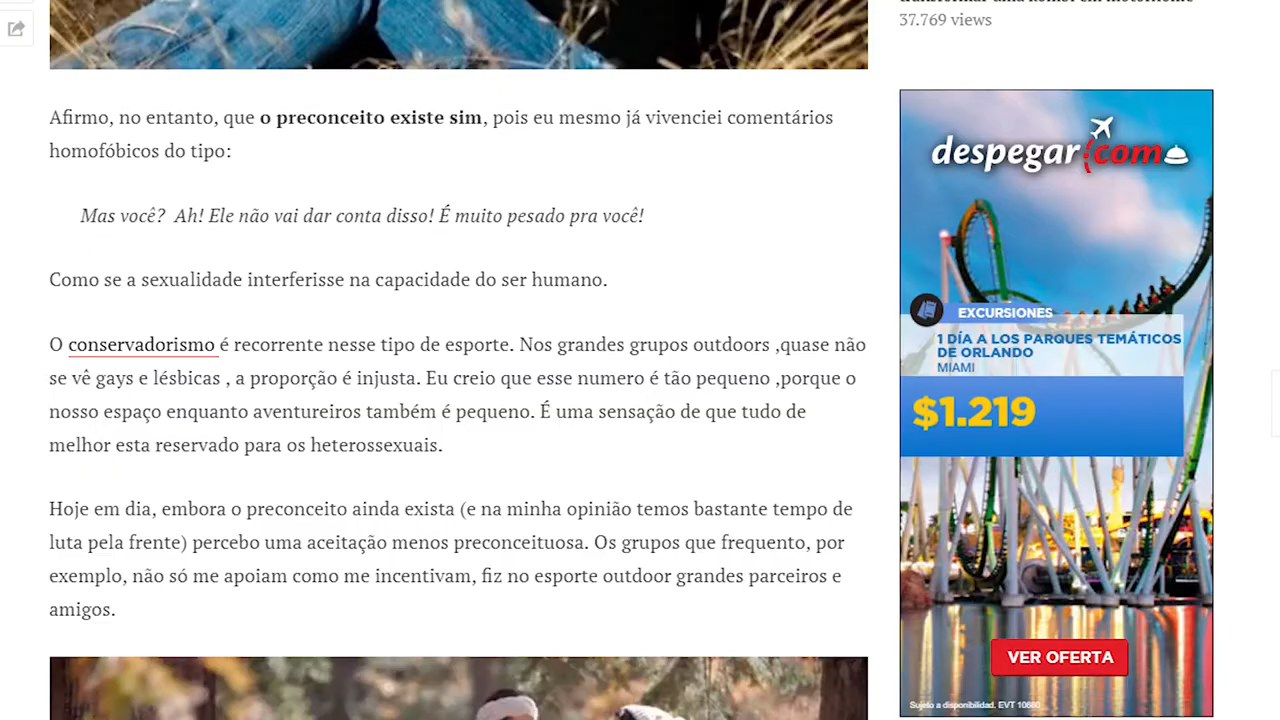 37.769 views
Afirmo, no entanto, que o preconceito existe sim, pois eu mesmo já vivenciei comentários
homofóbicos do tipo:
Mas você?  Ah! Ele não vai dar conta disso! É muito pesado pra você!
Como se a sexualidade interferisse na capacidade do ser humano.
O conservadorismo é recorrente nesse tipo de esporte. Nos grandes grupos outdoors ,quase não
se vê gays e lésbicas , a proporção é injusta. Eu creio que esse numero é tão pequeno ,porque o
nosso espaço enquanto aventureiros também é pequeno. É uma sensação de que tudo de
melhor esta reservado para os heterossexuais.
Hoje em dia, embora o preconceito ainda exista (e na minha opinião temos bastante tempo de
luta pela frente) percebo uma aceitação menos preconceituosa. Os grupos que frequento, por
exemplo, não só me apoiam como me incentivam, fiz no esporte outdoor grandes parceiros e
amigos.
despegar.com
EXCURSIONES
1 DÍA A LOS PARQUES TEMÁTICOS
DE ORLANDO
MIAMI
$1.219
VER OFERTA
Sujeto a disponibilidad. EVT 10680